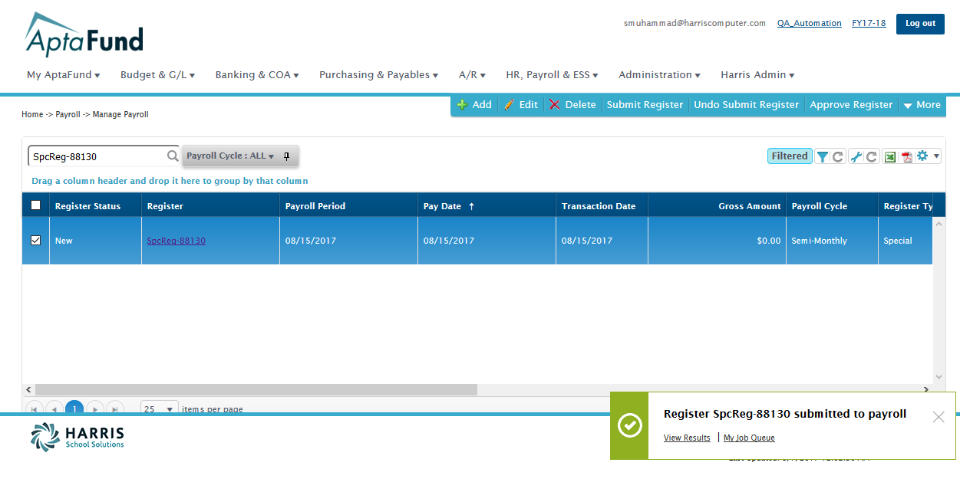 AptaFund
smuhammad@harriscomputer.com QA_Automation FY17-18 Log out
My AptaFund Budget & G/L Banking & COA Purchasing & Payables A/R HR, Payroll & ESS Administration Harris Admin
Home -> Payroll -> Manage Payroll
Add Edit Delete Submit Register Undo Submit Register Approve Register More
SpcReg-88130 Payroll Cycle : ALL Filtered
Drag a column header and drop it here to group by that column
Register Status Register Payroll Period Pay Date ↑ Transaction Date Gross Amount Payroll Cycle Register Ty
New SpcReg-88130 08/15/2017 08/15/2017 08/15/2017 $0.00 Semi-Monthly Special
1 25 items per page
Register SpcReg-88130 submitted to payroll
View Results My Job Queue
HARRIS
School Solutions